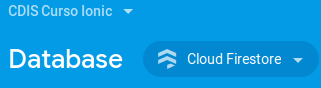 CDIS Curso Ionic
Database
Cloud Firestore